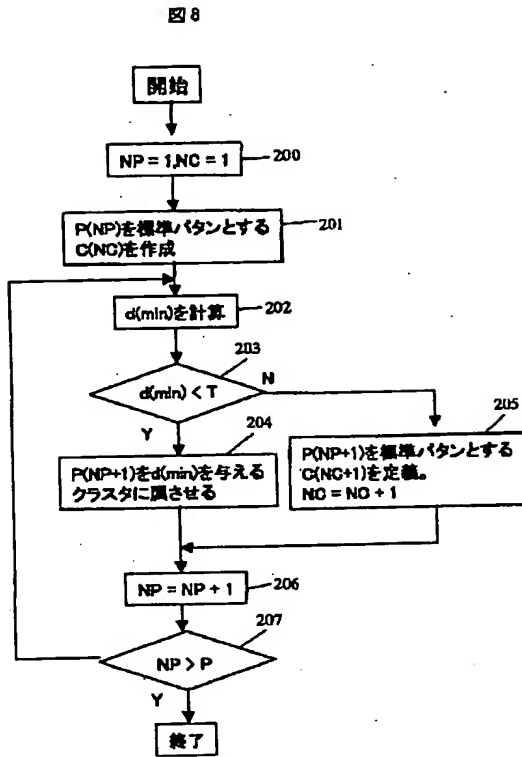 図8
開始
NP = 1,NC = 1
200
P(NP)を標準パタンとする
C(NC)を作成
201
d(min)を計算
202
203
d(min) < T
N
Y
204
205
P(NP+1)をd(min)を与える
クラスタに属させる
P(NP+1)を標準パタンとする
C(NC+1)を定義。
NC = NC + 1
NP = NP + 1
206
207
NP > P
Y
終了